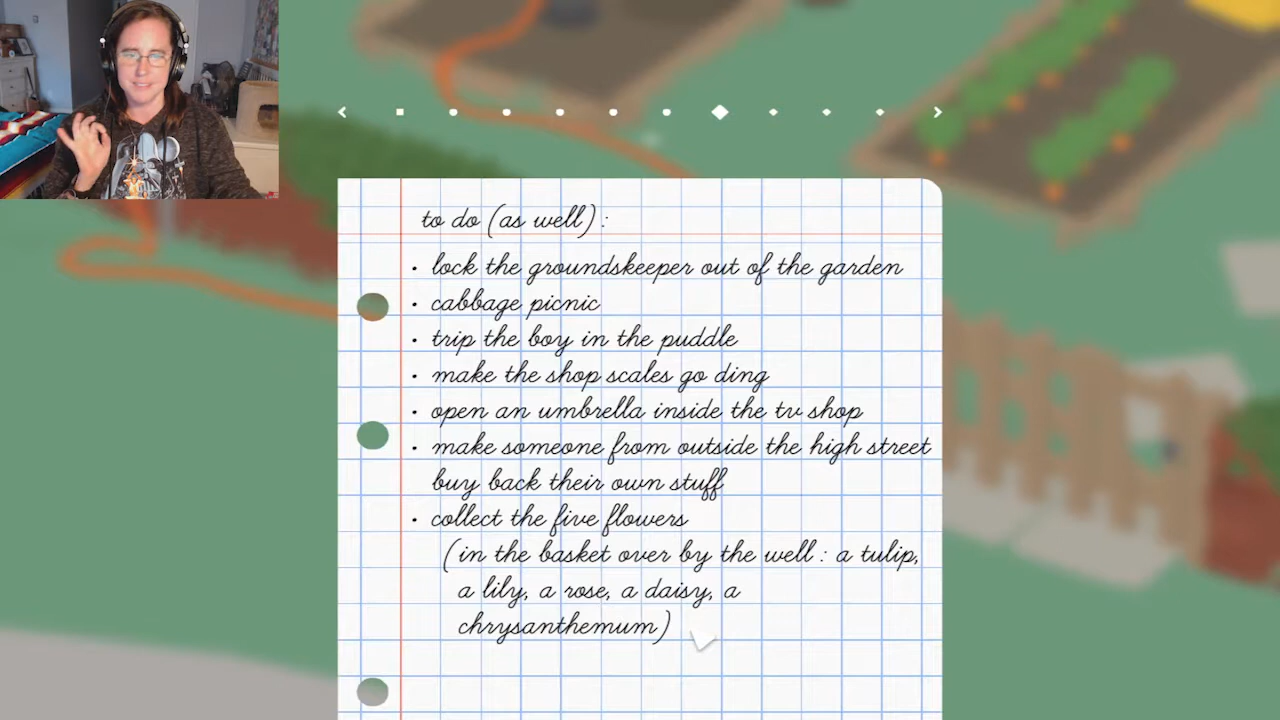 to do (as well) :
• lock the groundskeeper out of the garden
• cabbage picnic
• trip the boy in the puddle
• make the shop scales go ding
• open an umbrella inside the tv shop
• make someone from outside the high street
buy back their own stuff
• collect the five flowers
(in the basket over by the well : a tulip,
a lily, a rose, a daisy, a
chrysanthemum)